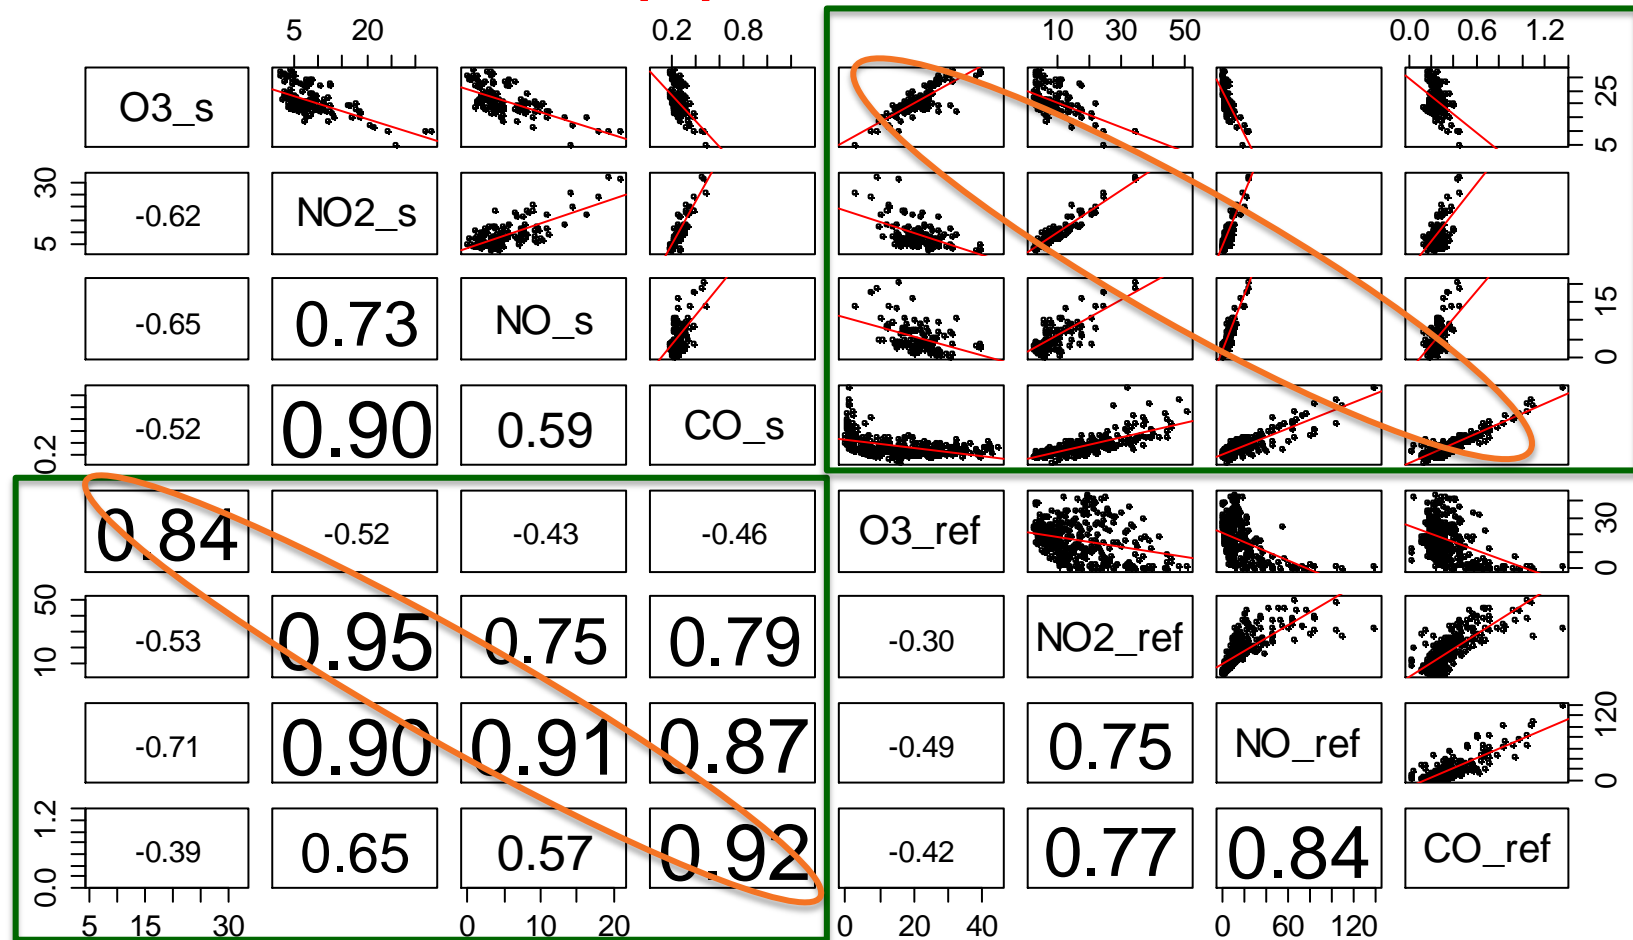 5 20 0.2 0.8 10 30 50 0.0 0.6 1.2
O3_s 5 25
5 30 -0.62 NO2_s
-0.65 0.73 NO_s 0 15
0.2 -0.52 0.90 0.59 CO_s
0.84 -0.52 -0.43 -0.46 O3_ref 0 30
10 50 -0.53 0.95 0.75 0.79 -0.30 NO2_ref
-0.71 0.90 0.91 0.87 -0.49 0.75 NO_ref 0 120
0.0 1.2 -0.39 0.65 0.57 0.92 -0.42 0.77 0.84 CO_ref
5 15 30 0 10 20 0 20 40 0 60 120